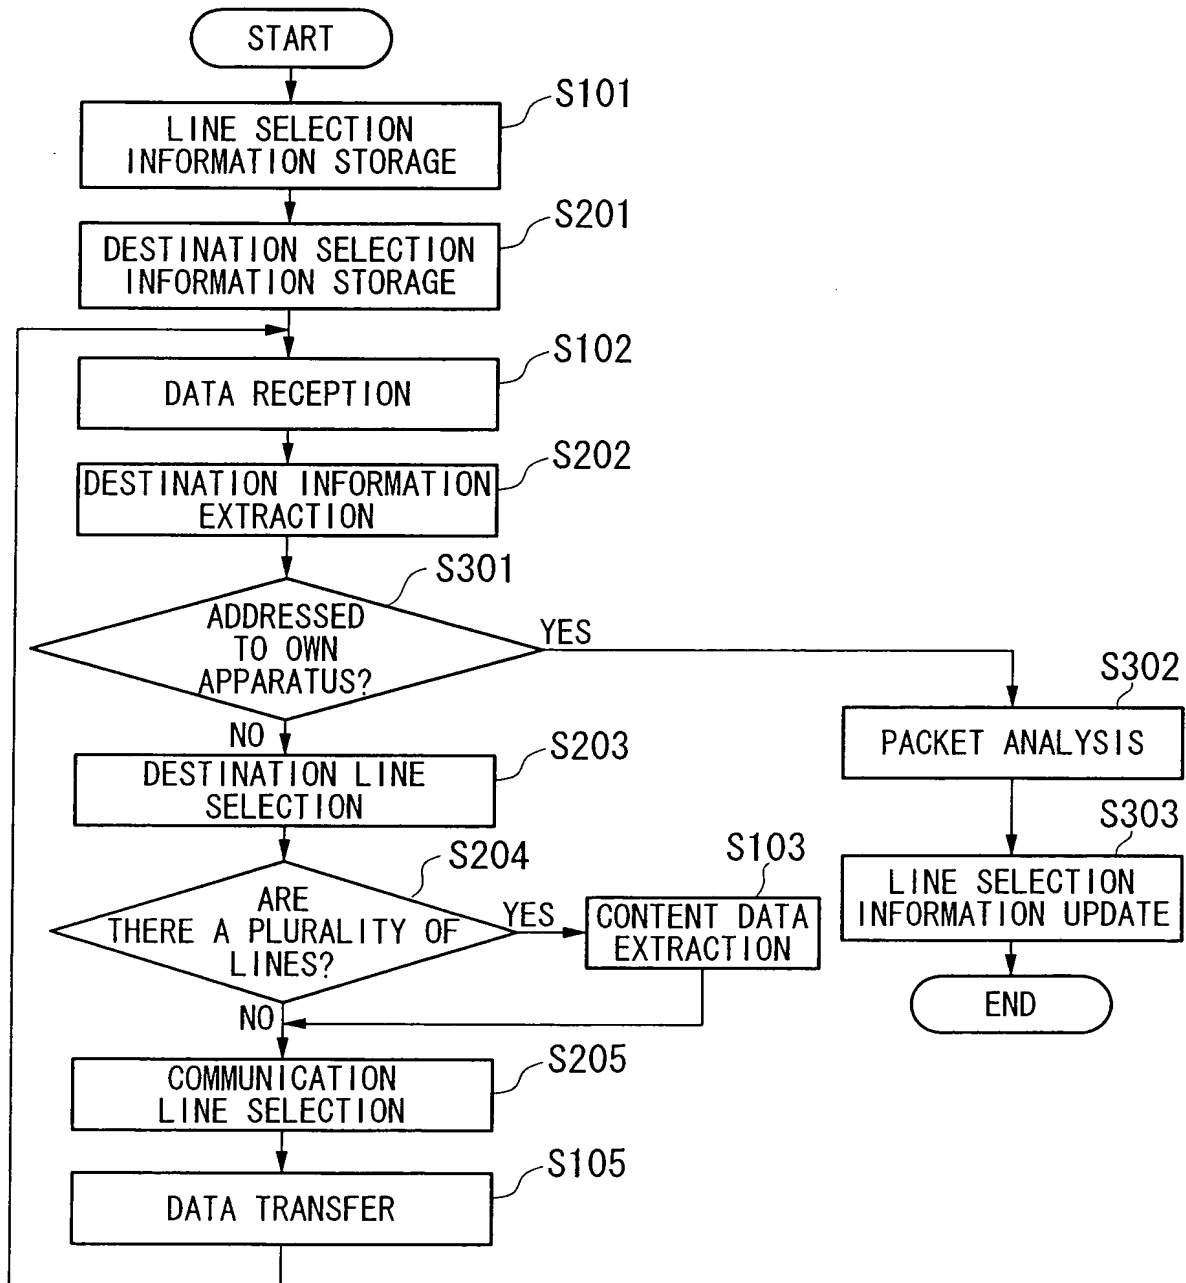 START
S101
LINE SELECTION
INFORMATION STORAGE
S201
DESTINATION SELECTION
INFORMATION STORAGE
S102
DATA RECEPTION
S202
DESTINATION INFORMATION
EXTRACTION
S301
ADDRESSED
TO OWN
APPARATUS?
YES
NO
S302
PACKET ANALYSIS
S303
LINE SELECTION
INFORMATION UPDATE
END
S203
DESTINATION LINE
SELECTION
S204
ARE
THERE A PLURALITY OF
LINES?
YES
NO
S103
CONTENT DATA
EXTRACTION
S205
COMMUNICATION
LINE SELECTION
S105
DATA TRANSFER